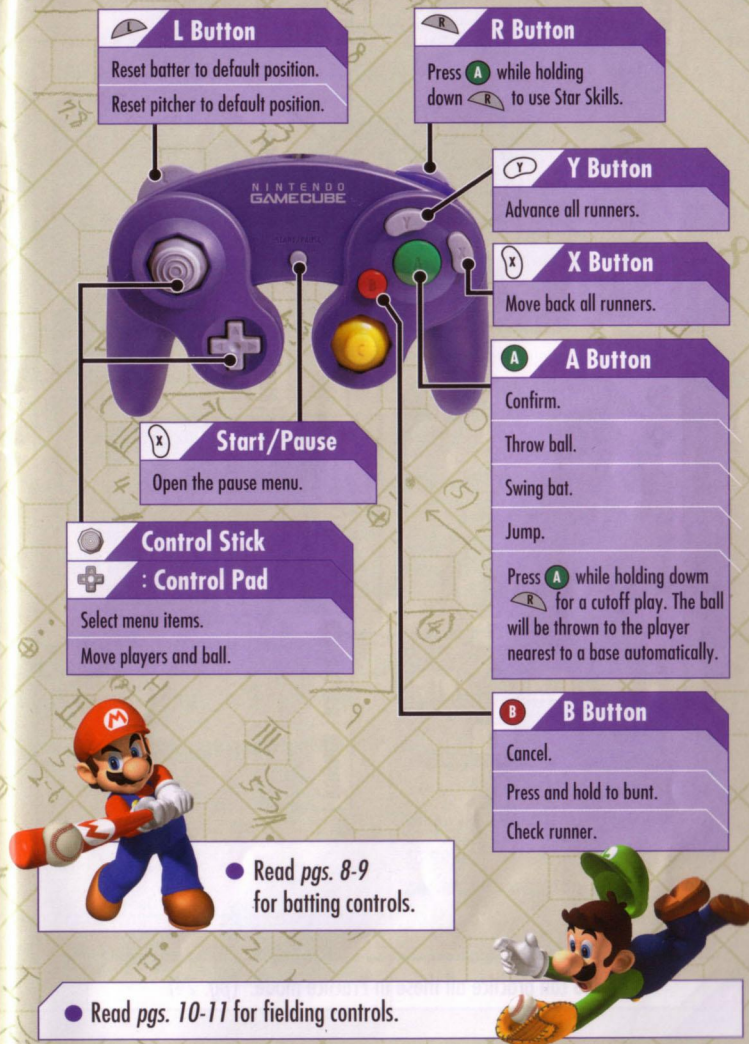 L
L Button
Reset batter to default position.
Reset pitcher to default position.
R
R Button
Press A while holding
down R to use Star Skills.
NINTENDO
GAMECUBE
Y
Y Button
Advance all runners.
X
X Button
Move back all runners.
Y
A
B
C
A
A Button
Confirm.
Throw ball.
Swing bat.
Jump.
Press A while holding dowm
R for a cutoff play. The ball
will be thrown to the player
nearest to a base automatically.
X
Start/Pause
Open the pause menu.
Control Stick
: Control Pad
Select menu items.
Move players and ball.
B
B Button
Cancel.
Press and hold to bunt.
Check runner.
M
● Read pgs. 8-9
for batting controls.
● Read pgs. 10-11 for fielding controls.